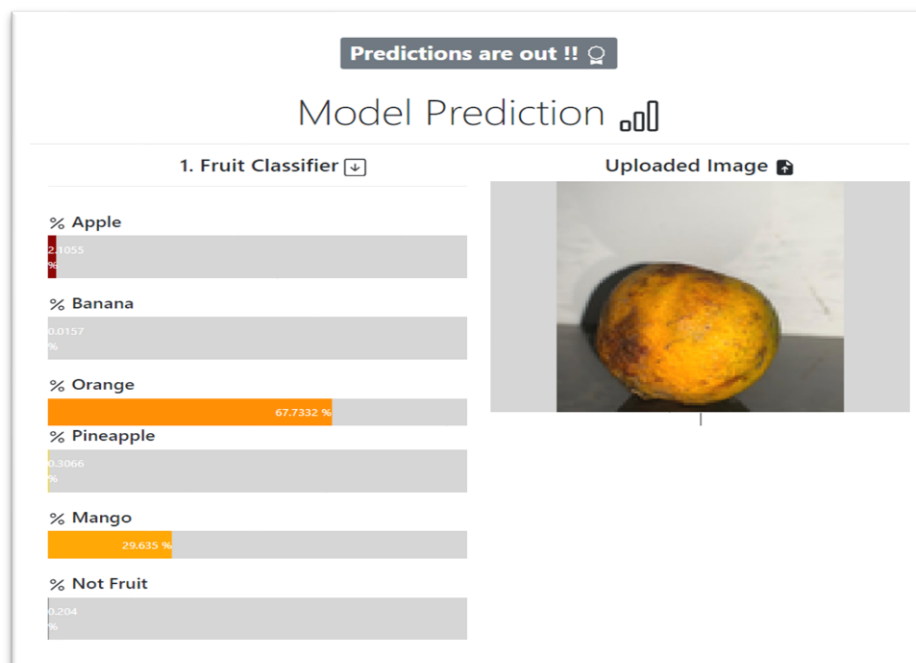 Predictions are out !!
Model Prediction
1. Fruit Classifier
Uploaded Image
% Apple
2.1055
%
% Banana
0.0157
%
% Orange
67.7332 %
% Pineapple
0.3066
%
% Mango
29.635 %
% Not Fruit
0.204
%